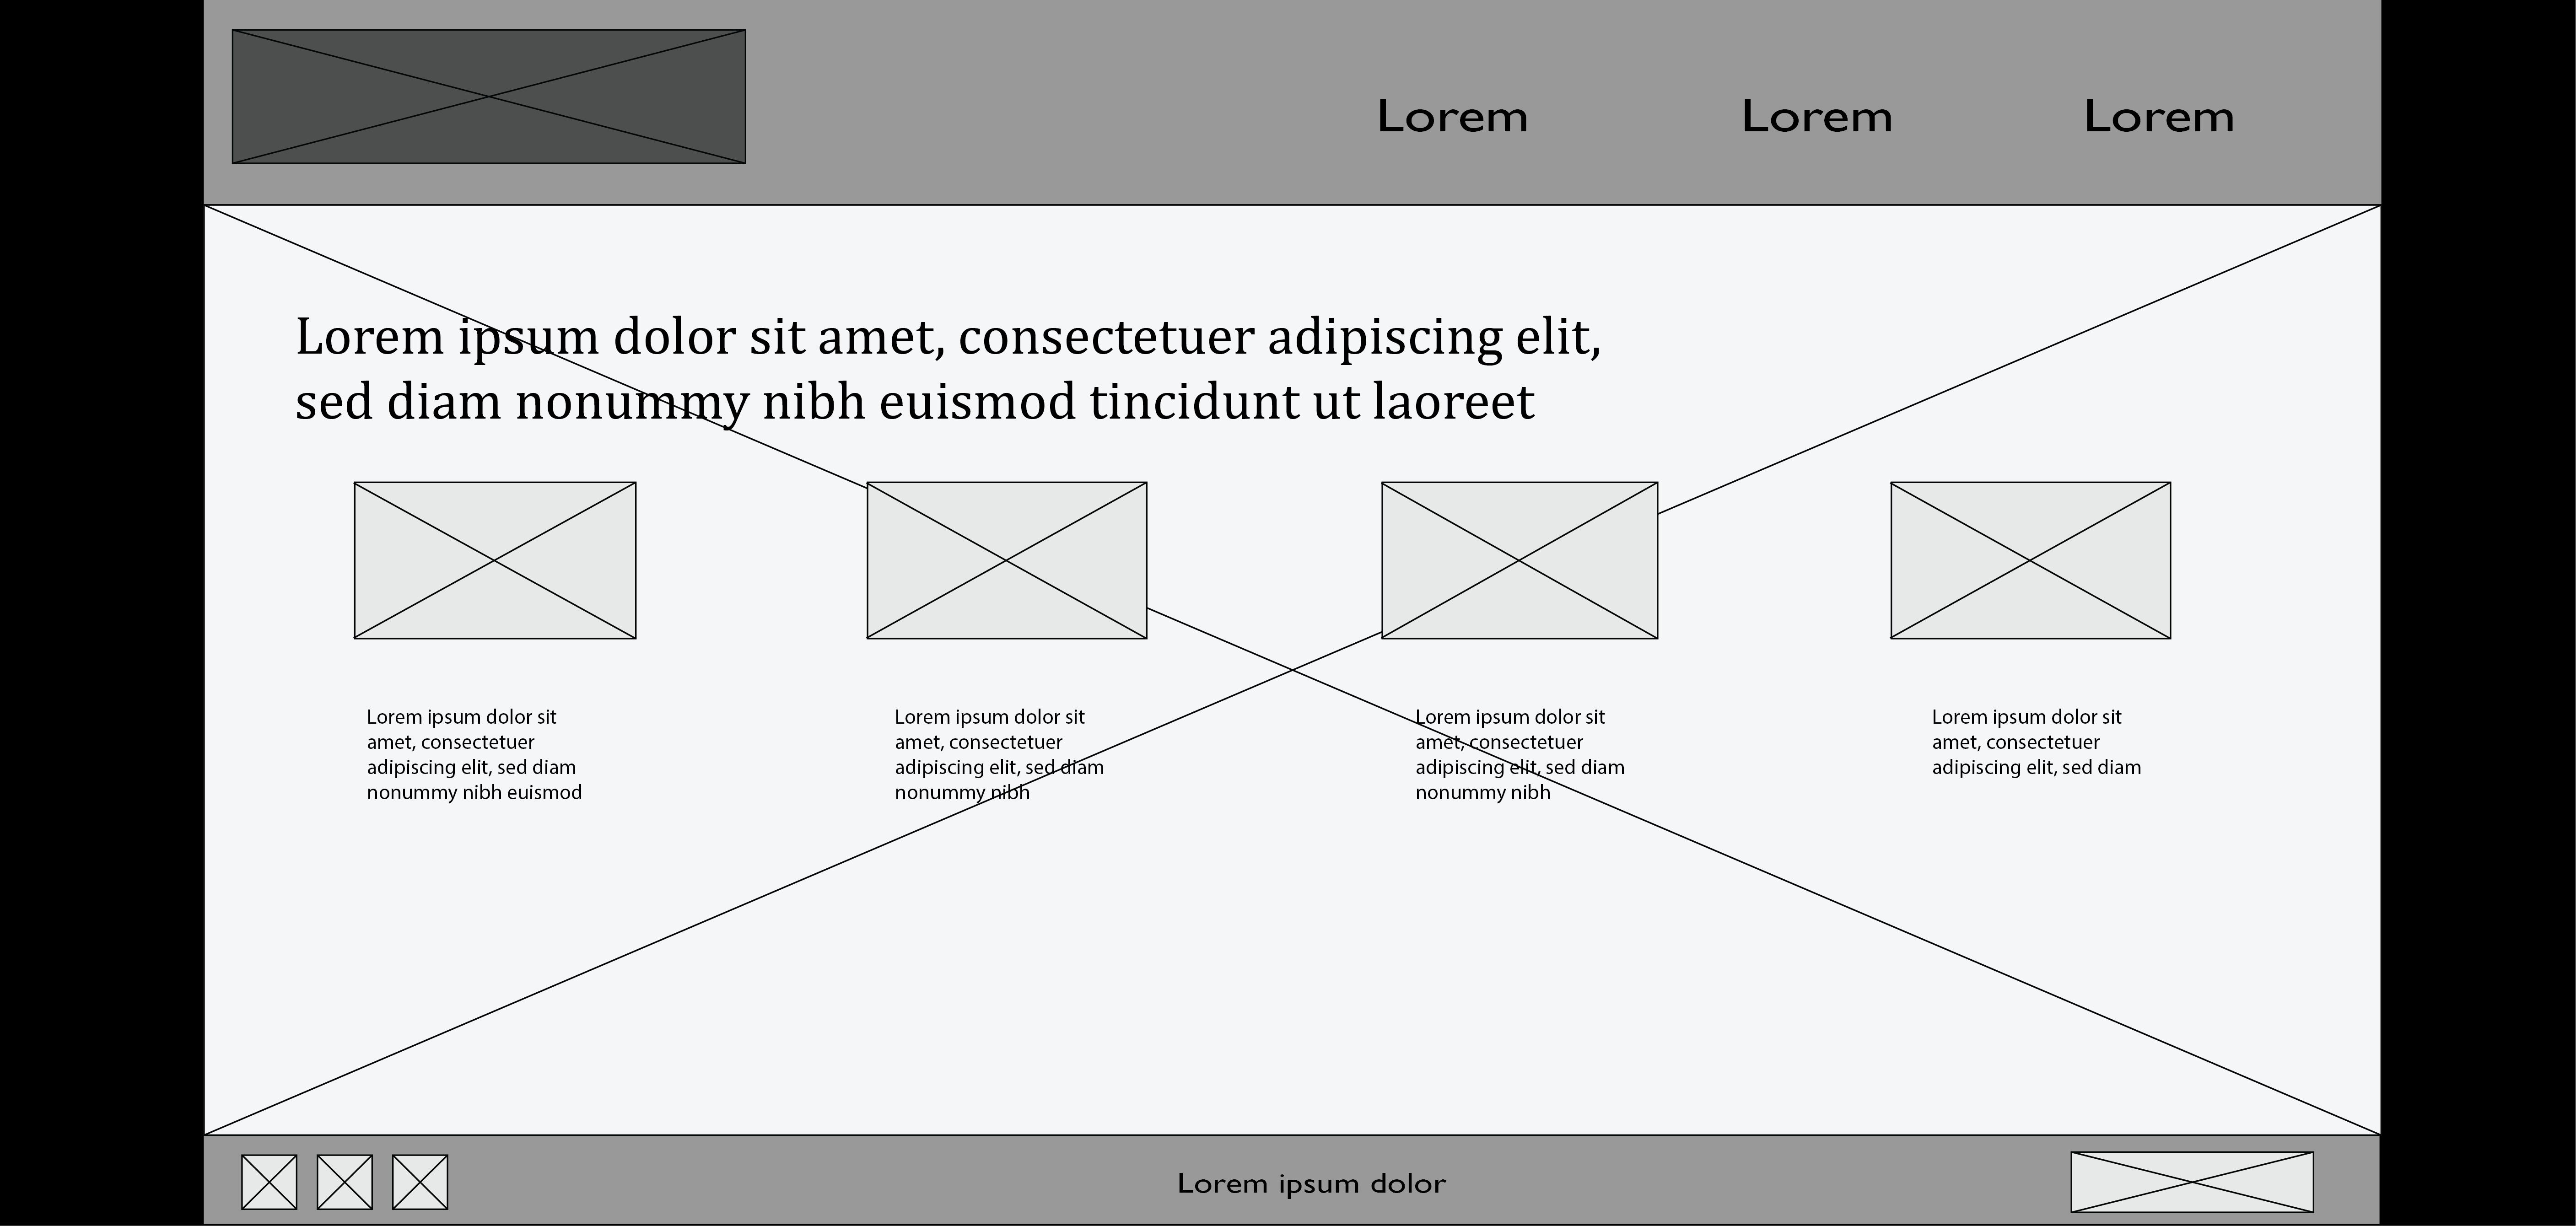 Lorem
Lorem
Lorem
Lorem ipsum dolor sit amet, consectetuer adipiscing elit,
sed diam nonummy nibh euismod tincidunt ut laoreet
Lorem ipsum dolor sit
amet, consectetuer
adipiscing elit, sed diam
nonummy nibh euismod
Lorem ipsum dolor sit
amet, consectetuer
adipiscing elit, sed diam
nonummy nibh
Lorem ipsum dolor sit
amet, consectetuer
adipiscing elit, sed diam
nonummy nibh
Lorem ipsum dolor sit
amet, consectetuer
adipiscing elit, sed diam
Lorem ipsum dolor